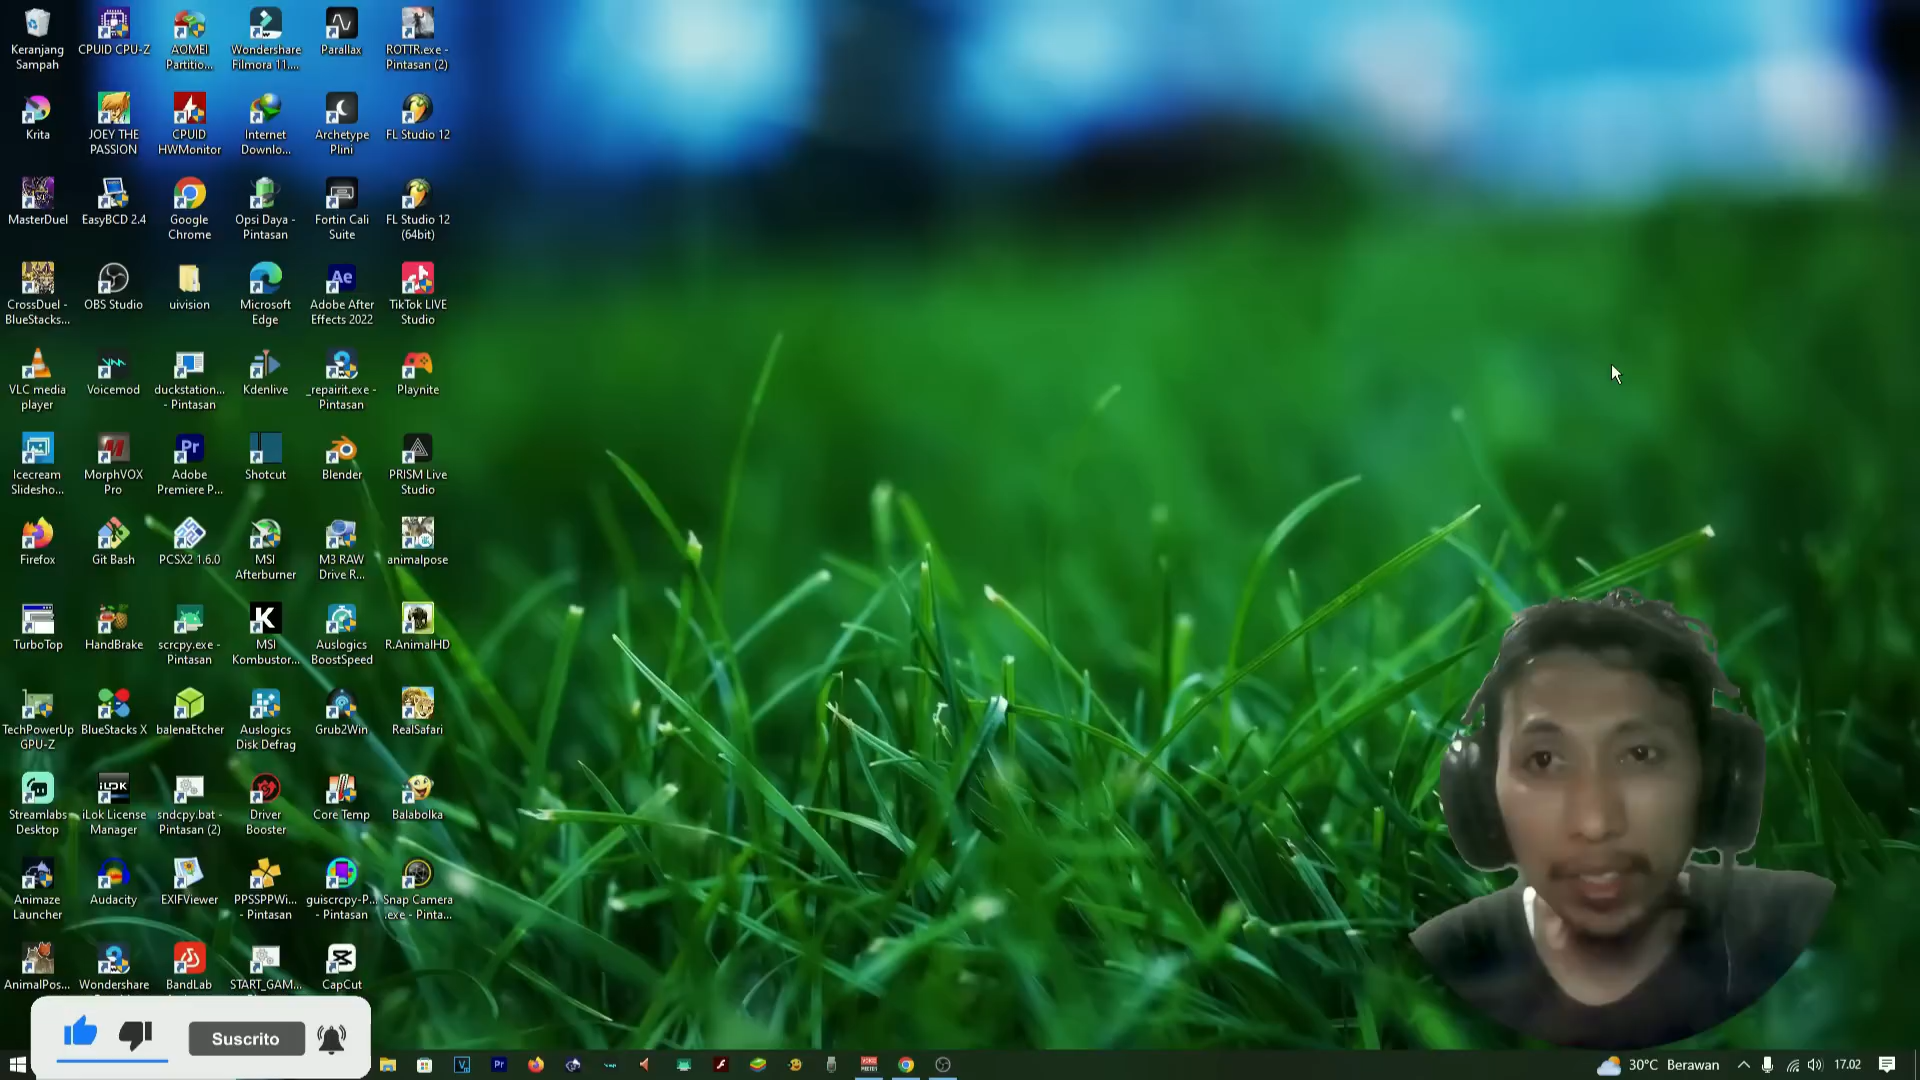 Keranjang
Sampah
CPUID CPU-Z
AOMEI
Partitio...
Wondershare
Filmora 11....
Parallax
ROTTR.exe -
Pintasan (2)
Krita
JOEY THE
PASSION
CPUID
HWMonitor
Internet
Downlo...
Archetype
Plini
FL Studio 12
MasterDuel
EasyBCD 2.4
Google
Chrome
Opsi Daya -
Pintasan
Fortin Cali
Suite
FL Studio 12
(64bit)
CrossDuel -
BlueStacks...
OBS Studio
uivision
Microsoft
Edge
Adobe After
Effects 2022
TikTok LIVE
Studio
VLC media
player
Voicemod
duckstation...
- Pintasan
Kdenlive
_repairit.exe -
Pintasan
Playnite
Icecream
Slidesho...
MorphVOX
Pro
Adobe
Premiere P...
Shotcut
Blender
PRISM Live
Studio
Firefox
Git Bash
PCSX2 1.6.0
MSI
Afterburner
M3 RAW
Drive R...
animalpose
TurboTop
HandBrake
scrcpy.exe -
Pintasan
MSI
Kombustor...
Auslogics
BoostSpeed
R.AnimalHD
TechPowerUp
GPU-Z
BlueStacks X
balenaEtcher
Auslogics
Disk Defrag
Grub2Win
RealSafari
Streamlabs
Desktop
iLok License
Manager
sndcpy.bat -
Pintasan (2)
Driver
Booster
Core Temp
Balabolka
Animaze
Launcher
Audacity
EXIFViewer
PPSSPPWi...
- Pintasan
guiscrcpy-P...
- Pintasan
Snap Camera
.exe - Pinta...
AnimalPos...
Wondershare
BandLab
START_GAM...
CapCut
Suscrito
30°C Berawan
17.02